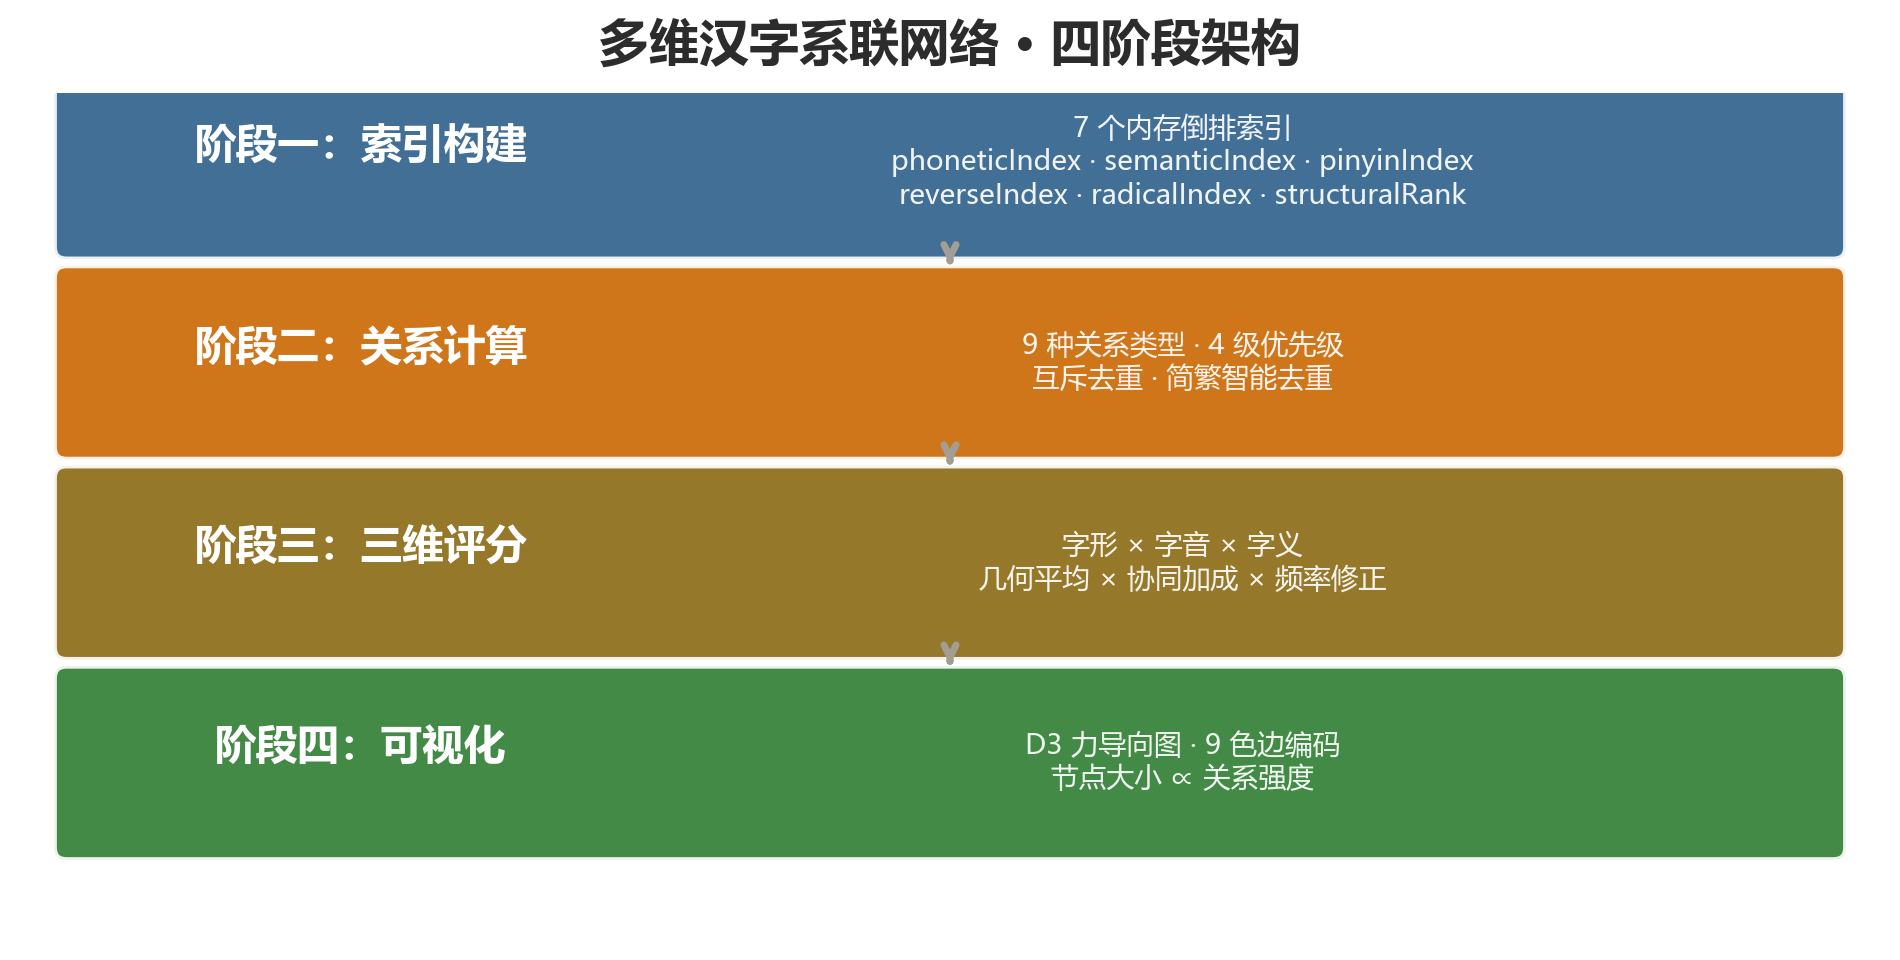 多维汉字系联网络 • 四阶段架构
阶段一：索引构建
7 个内存倒排索引
phoneticIndex · semanticIndex · pinyinIndex
reverseIndex · radicalIndex · structuralRank
阶段二：关系计算
9 种关系类型 · 4 级优先级
互斥去重 · 简繁智能去重
阶段三：三维评分
字形 × 字音 × 字义
几何平均 × 协同加成 × 频率修正
阶段四：可视化
D3 力导向图 · 9 色边编码
节点大小 ∝ 关系强度